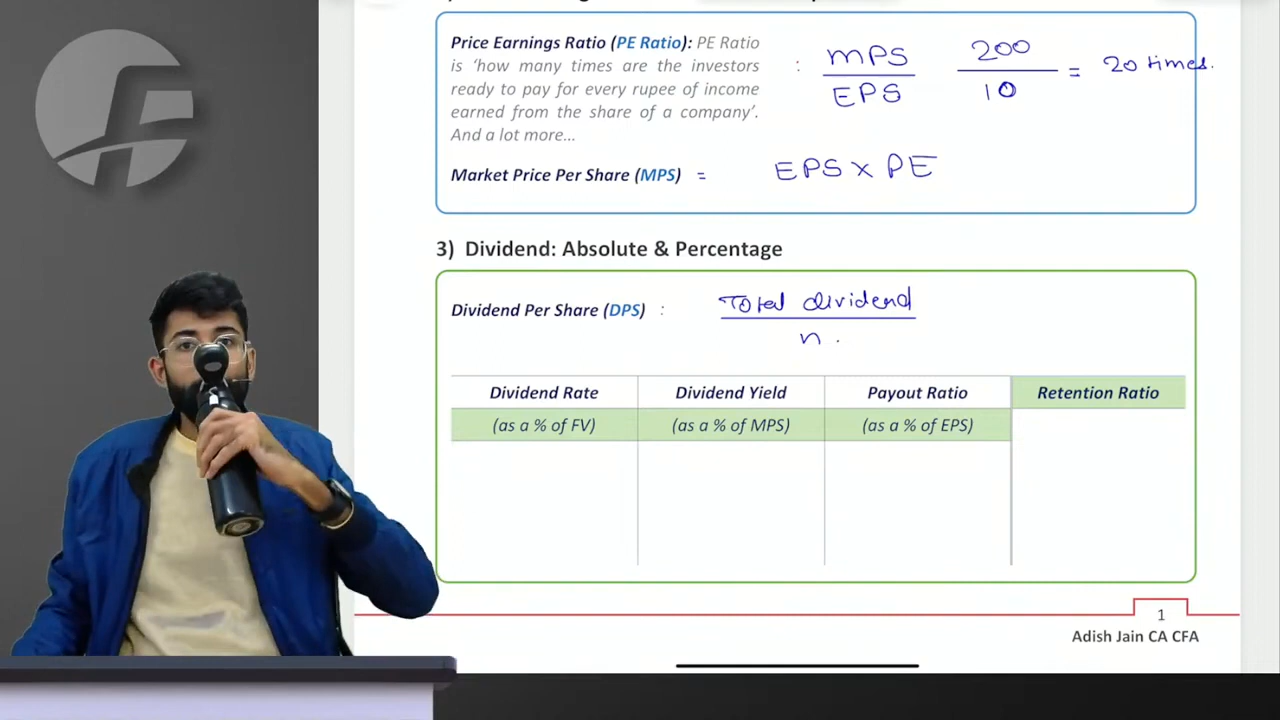 Price Earnings Ratio (PE Ratio): PE Ratio
is ‘how many times are the investors
ready to pay for every rupee of income
earned from the share of a company’.
And a lot more...
: MPS / EPS 200 / 10 = 20 times.
Market Price Per Share (MPS) = EPS x PE
3) Dividend: Absolute & Percentage
Dividend Per Share (DPS) : Total dividend
n .
Dividend Rate Dividend Yield Payout Ratio Retention Ratio
(as a % of FV) (as a % of MPS) (as a % of EPS)
1
Adish Jain CA CFA